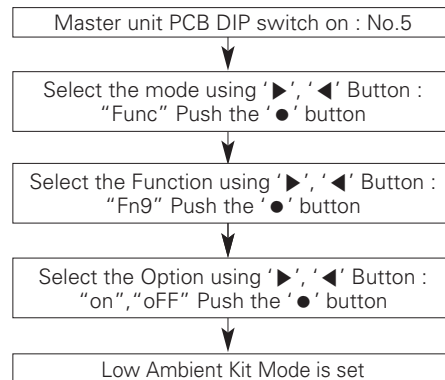 Master unit PCB DIP switch on : No.5
Select the mode using ‘▶’, ‘◀’ Button :
“Func” Push the ‘●’ button
Select the Function using ‘▶’, ‘◀’ Button :
“Fn9” Push the ‘●’ button
Select the Option using ‘▶’, ‘◀’ Button :
“on”,“oFF” Push the ‘●’ button
Low Ambient Kit Mode is set